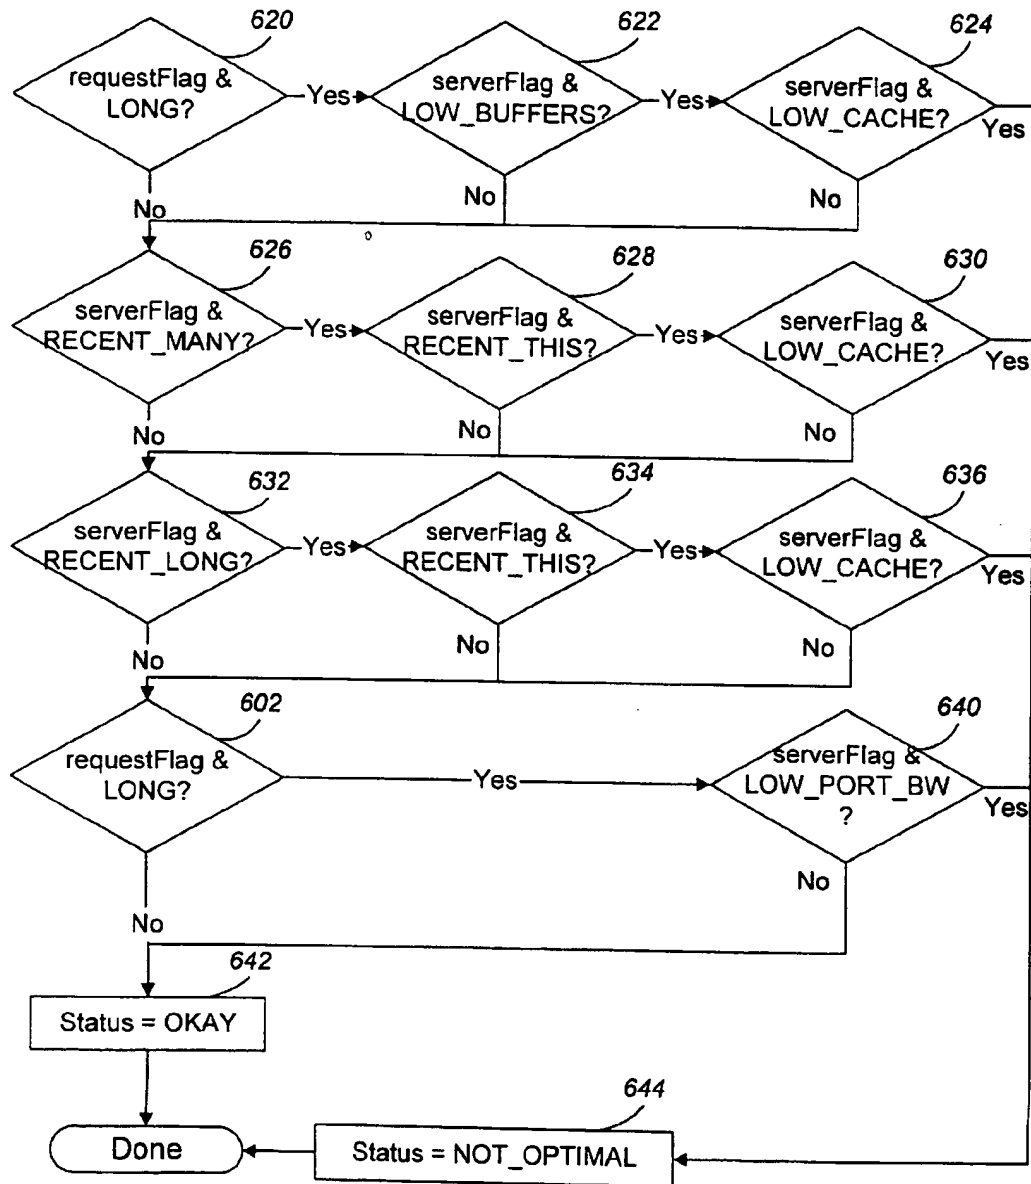 620
requestFlag &
LONG?
Yes
622
serverFlag &
LOW_BUFFERS?
Yes
624
serverFlag &
LOW_CACHE?
Yes
No
No
No
626
serverFlag &
RECENT_MANY?
Yes
628
serverFlag &
RECENT_THIS?
Yes
630
serverFlag &
LOW_CACHE?
Yes
No
No
No
632
serverFlag &
RECENT_LONG?
Yes
634
serverFlag &
RECENT_THIS?
Yes
636
serverFlag &
LOW_CACHE?
Yes
No
No
No
602
requestFlag &
LONG?
Yes
640
serverFlag &
LOW_PORT_BW
?
Yes
No
No
642
Status = OKAY
644
Status = NOT_OPTIMAL
Done